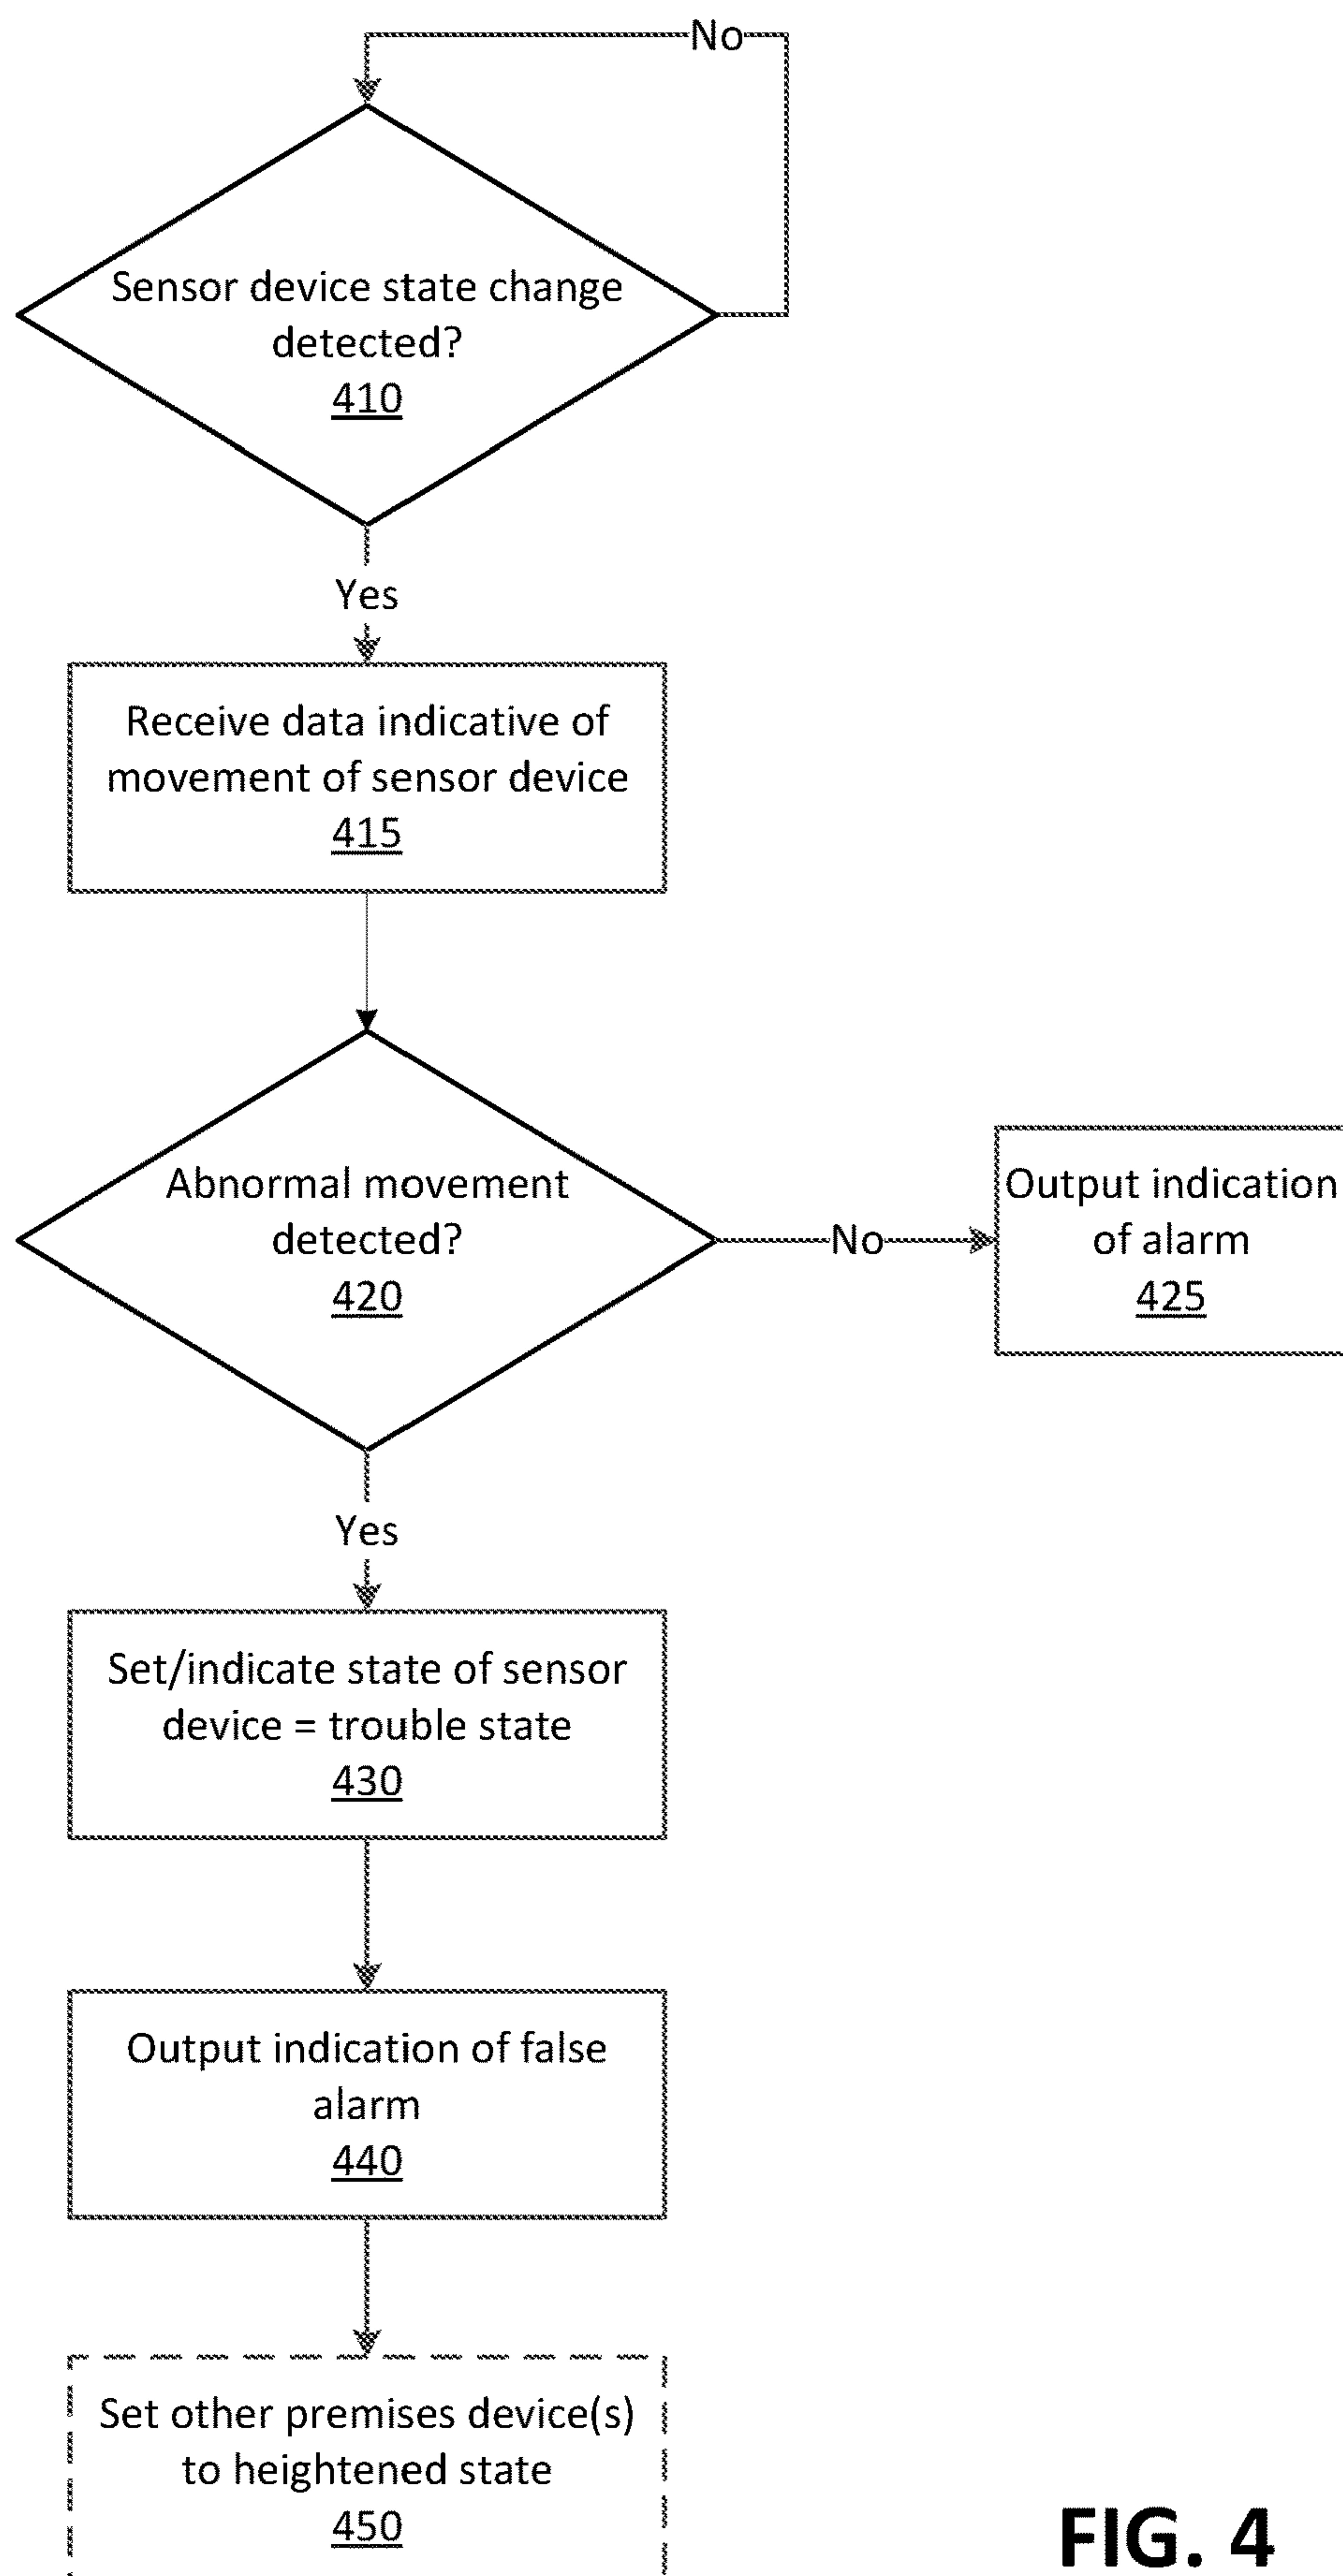 No
Sensor device state change
detected?
410
Yes
Receive data indicative of
movement of sensor device
415
Abnormal movement
detected?
420
No
Output indication
of alarm
425
Yes
Set/indicate state of sensor
device = trouble state
430
Output indication of false
alarm
440
Set other premises device(s)
to heightened state
450
FIG. 4